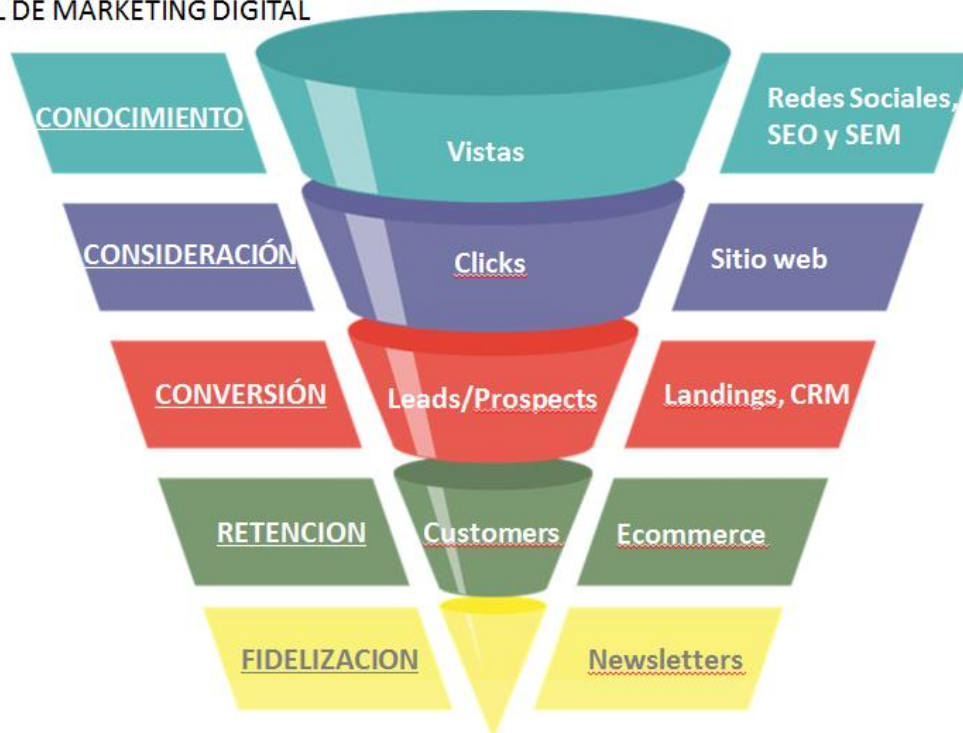 L DE MARKETING DIGITAL
CONOCIMIENTO
Vistas
Redes Sociales,
SEO y SEM
CONSIDERACIÓN
Clicks
Sitio web
CONVERSIÓN
Leads/Prospects
Landings, CRM
RETENCION
Customers
Ecommerce
FIDELIZACION
Newsletters